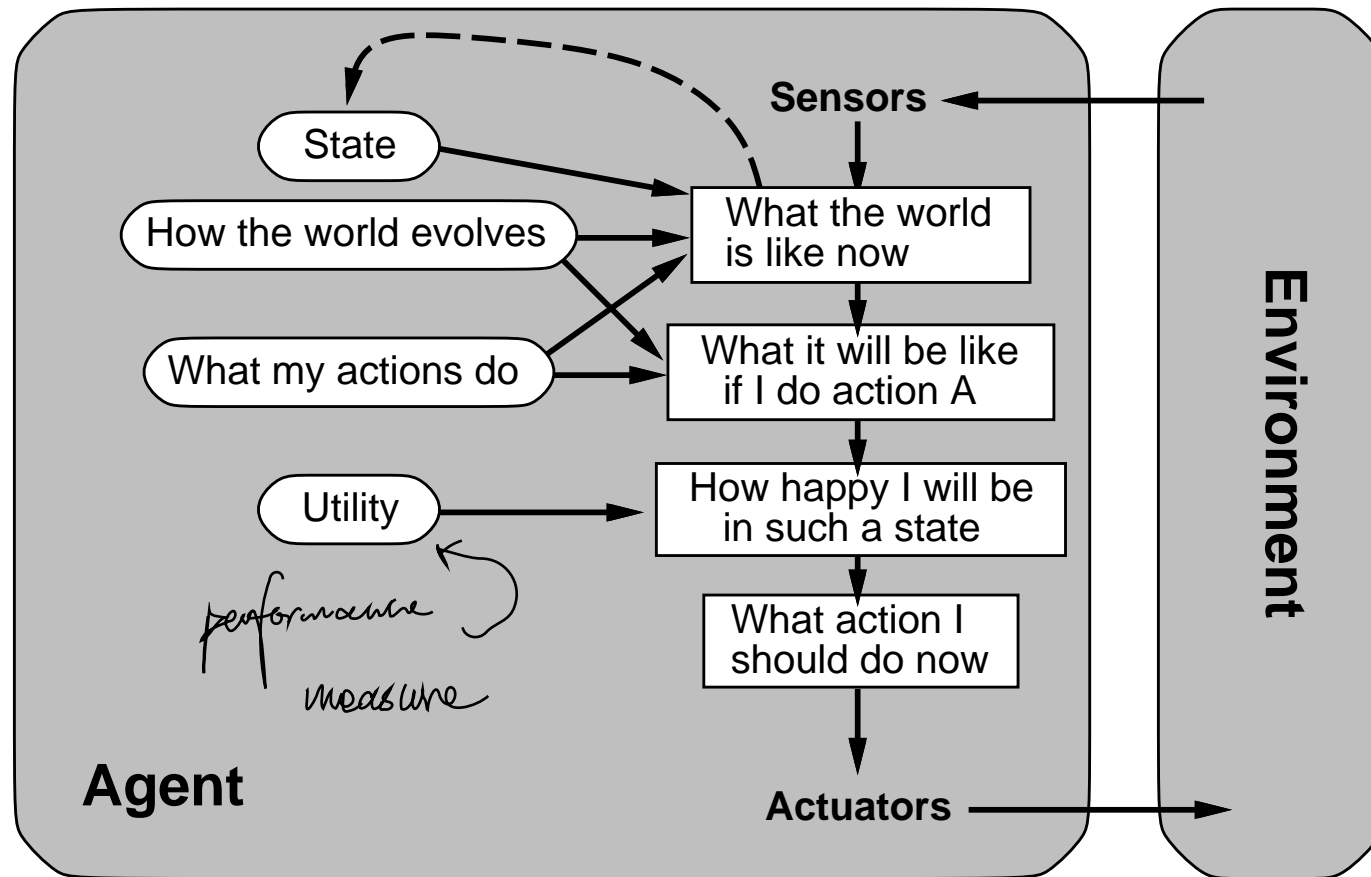 Sensors
State
What the world
is like now
How the world evolves
What my actions do
What it will be like
if I do action A
Utility
How happy I will be
in such a state
performance
measure
What action I
should do now
Agent
Actuators
Environment